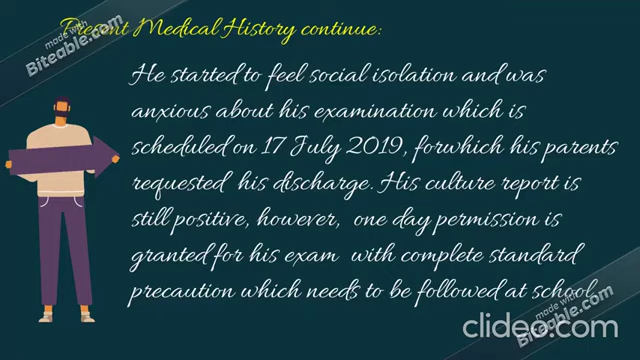 made with
Biteable.com
Present Medical History continue:
He started to feel social isolation and was
anxious about his examination which is
scheduled on 17 July 2019, forwhich his parents
requested his discharge. His culture report is
still positive, however, one day permission is
granted for his exam with complete standard
precaution which needs to be followed at school.
made with
Biteable.com
clideo.com